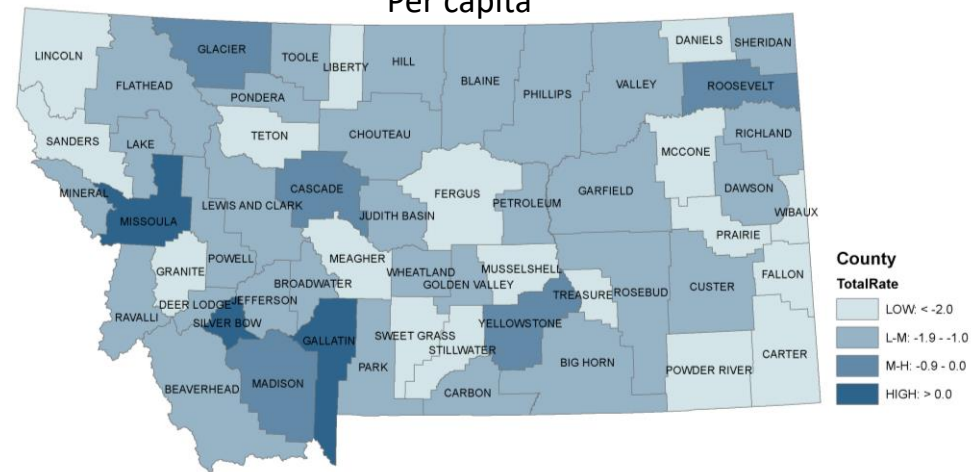 Per capita
LINCOLN
GLACIER
TOOLE
LIBERTY
HILL
DANIELS
SHERIDAN
FLATHEAD
BLAINE
PHILLIPS
VALLEY
ROOSEVELT
PONDERA
TETON
CHOUTEAU
SANDERS
LAKE
MCCONE
RICHLAND
MINERAL
CASCADE
FERGUS
GARFIELD
DAWSON
LEWIS AND CLARK
JUDITH BASIN
PETROLEUM
WIBAUX
MISSOULA
PRAIRIE
POWELL
MEAGHER
GRANITE
WHEATLAND
MUSSELSHELL
FALLON
BROADWATER
GOLDEN VALLEY
TREASURE
ROSEBUD
CUSTER
DEER LODGE
JEFFERSON
RAVALLI
SILVER BOW
YELLOWSTONE
GALLATIN
SWEET GRASS
STILLWATER
CARTER
PARK
BIG HORN
POWDER RIVER
BEAVERHEAD
MADISON
CARBON
County
TotalRate
LOW: < -2.0
L-M: -1.9 - -1.0
M-H: -0.9 - 0.0
HIGH: > 0.0